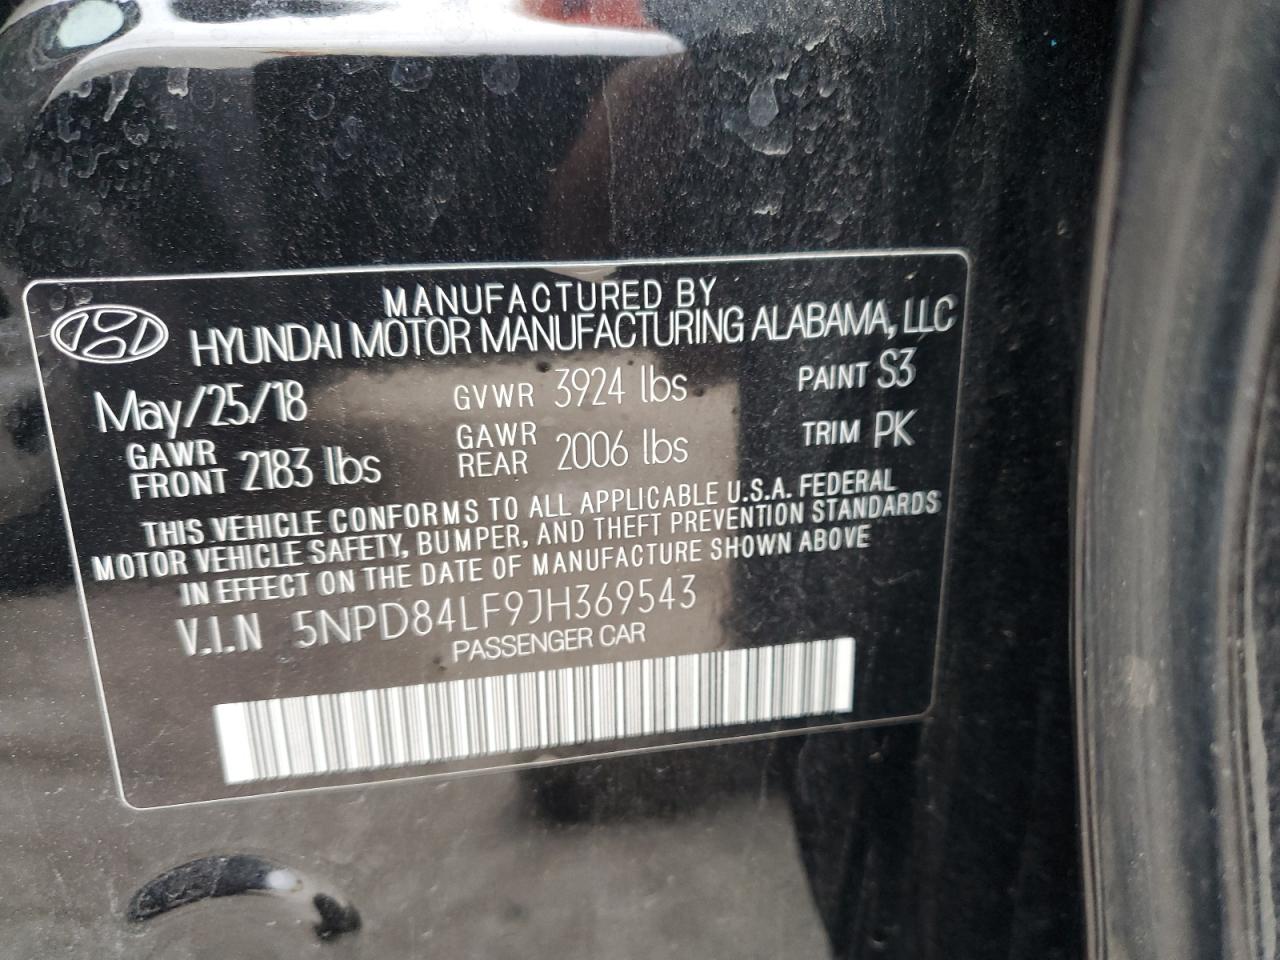 MANUFACTURED BY
HYUNDAI MOTOR MANUFACTURING ALABAMA, LLC
May/25/18 GVWR 3924 lbs PAINT S3
GAWR FRONT 2183 lbs GAWR REAR 2006 lbs TRIM PK
THIS VEHICLE CONFORMS TO ALL APPLICABLE U.S.A. FEDERAL
MOTOR VEHICLE SAFETY, BUMPER, AND THEFT PREVENTION STANDARDS
IN EFFECT ON THE DATE OF MANUFACTURE SHOWN ABOVE
V.I.N 5NPD84LF9JH369543
PASSENGER CAR